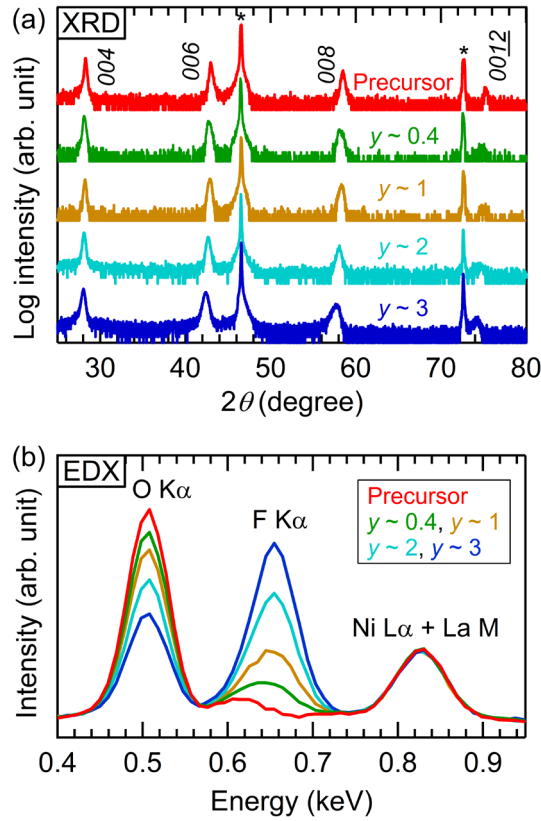 (a) XRD
004
006
*
008
*
0012
Precursor
y ~ 0.4
y ~ 1
y ~ 2
y ~ 3
Log intensity (arb. unit)
30 40 50 60 70 80
2θ (degree)
(b) EDX
O Kα
F Kα
Precursor
y ~ 0.4, y ~ 1
y ~ 2, y ~ 3
Ni Lα + La M
Intensity (arb. unit)
0.4 0.5 0.6 0.7 0.8 0.9
Energy (keV)